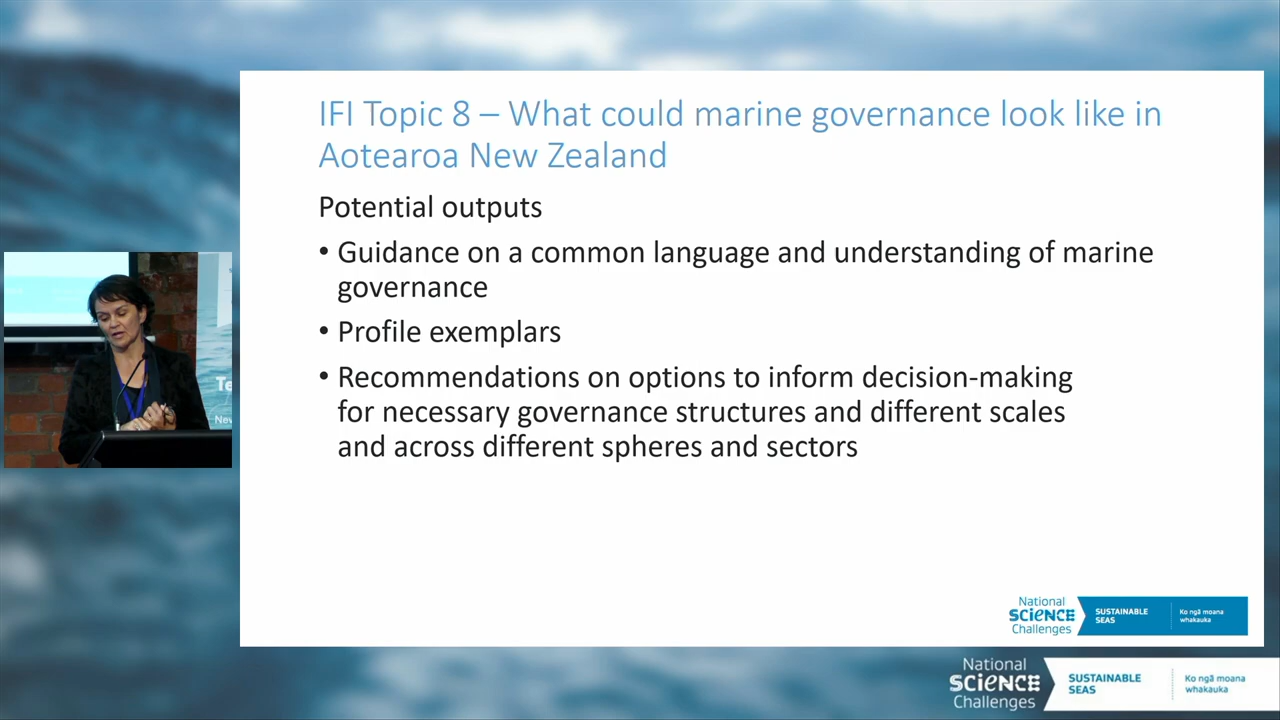 IFI Topic 8 – What could marine governance look like in
Aotearoa New Zealand
Potential outputs
• Guidance on a common language and understanding of marine
governance
• Profile exemplars
• Recommendations on options to inform decision-making
for necessary governance structures and different scales
and across different spheres and sectors
Te
New
National
SCIENCE
Challenges
SUSTAINABLE
SEAS
Ko ngā moana
whakauka
National
SCIENCE
Challenges
SUSTAINABLE
SEAS
Ko ngā moana
whakauka